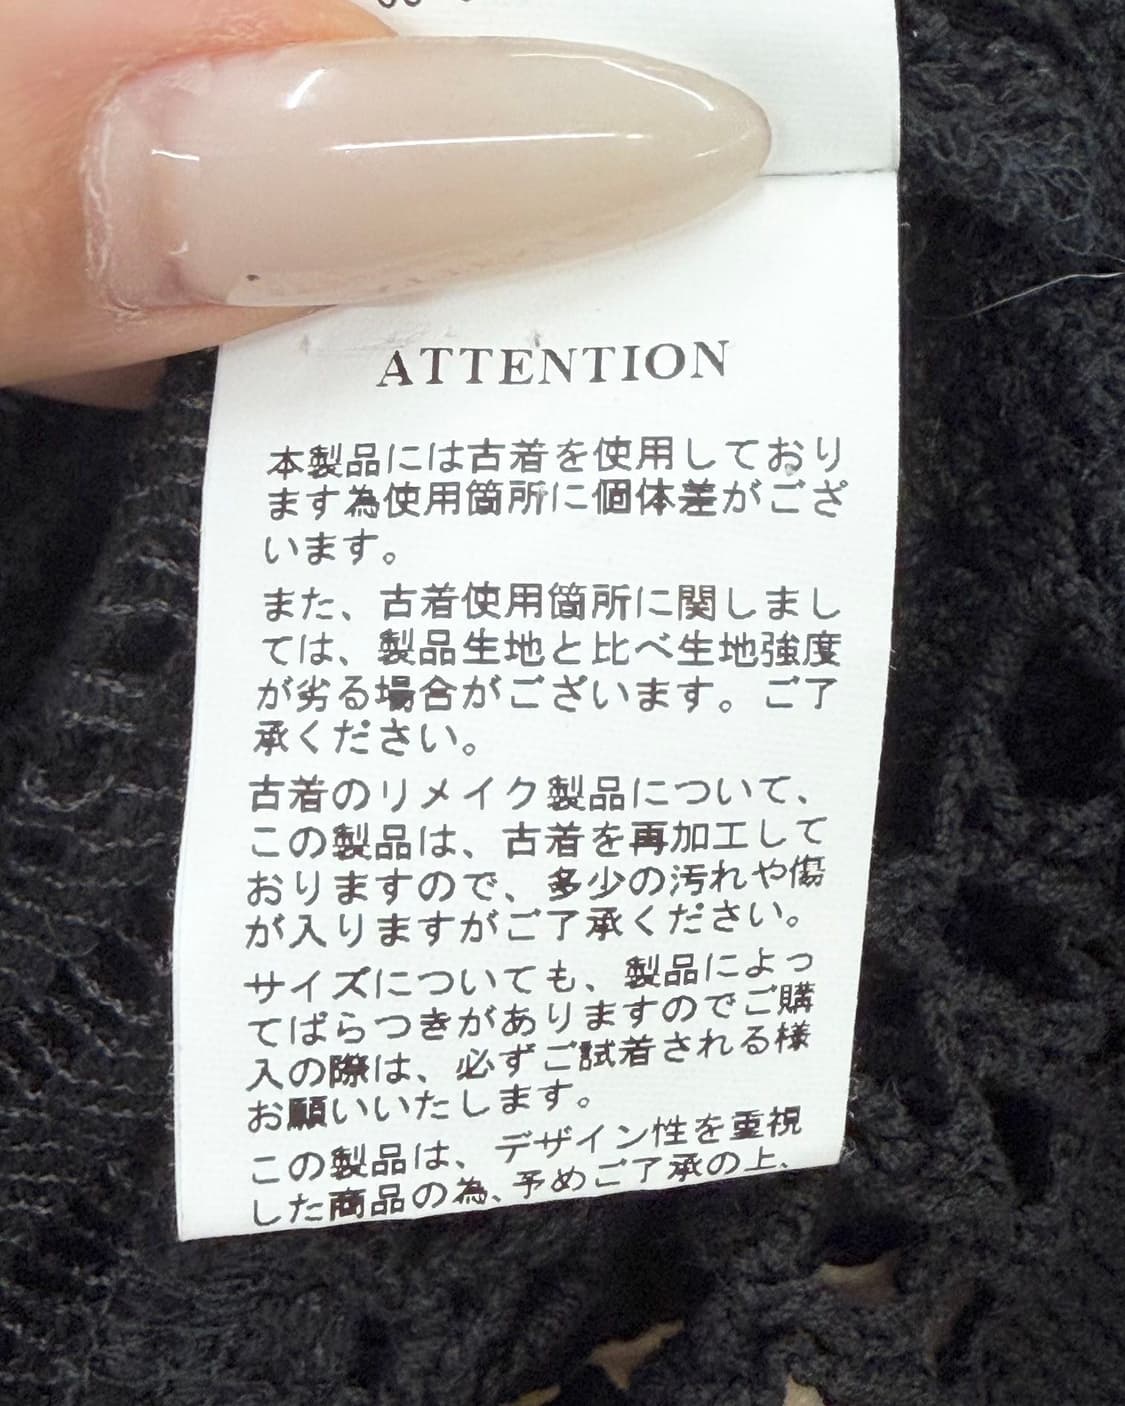 ATTENTION
本製品には古着を使用しており
ます為使用箇所に個体差がござ
います。
また、古着使用箇所に関しまし
ては、製品生地と比べ生地強度
が劣る場合がございます。ご了
承ください。
古着のリメイク製品について、
この製品は、古着を再加工して
おりますので、多少の汚れや傷
が入りますがご了承ください。
サイズについても、製品によっ
てばらつきがありますのでご購
入の際は、必ずご試着される様
お願いいたします。
この製品は、デザイン性を重視
した商品の為、予めご了承の上、